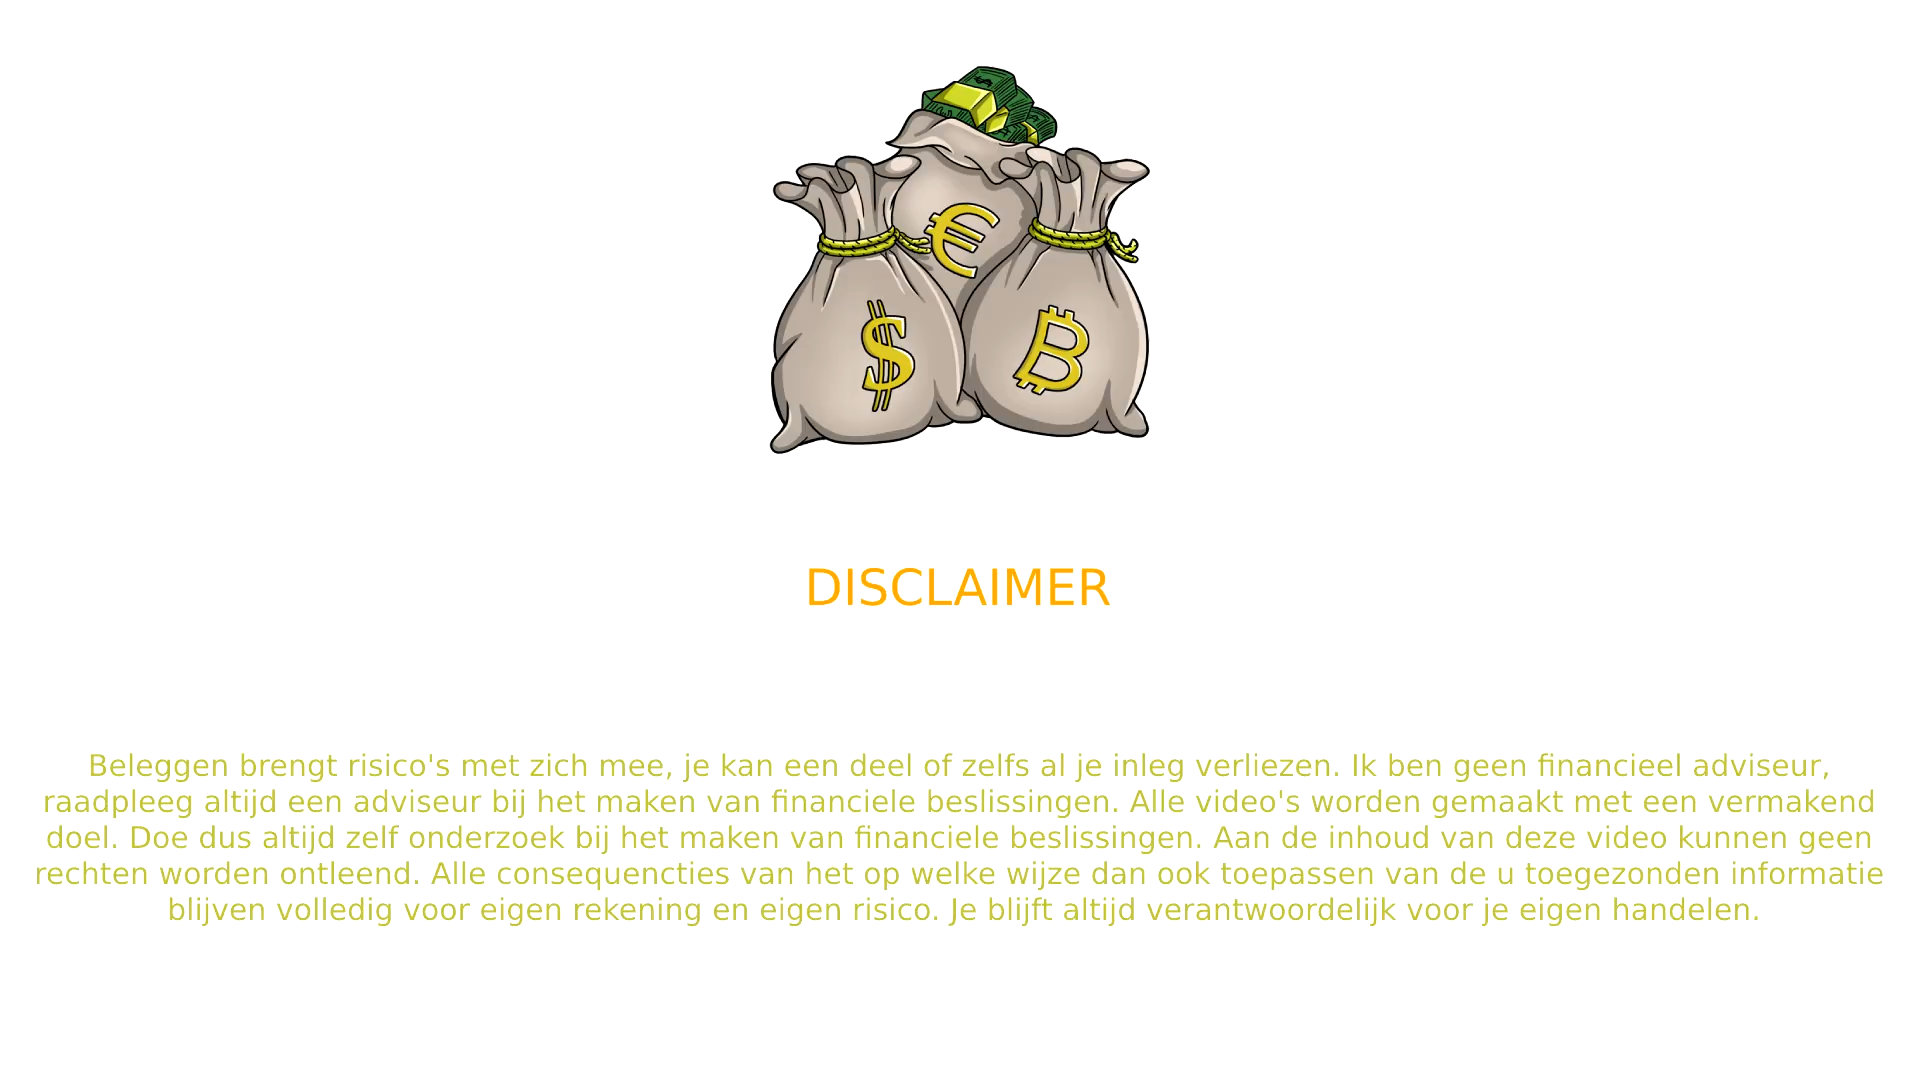 €
$
₿
DISCLAIMER
Beleggen brengt risico's met zich mee, je kan een deel of zelfs al je inleg verliezen. Ik ben geen financieel adviseur,
raadpleeg altijd een adviseur bij het maken van financiele beslissingen. Alle video's worden gemaakt met een vermakend
doel. Doe dus altijd zelf onderzoek bij het maken van financiele beslissingen. Aan de inhoud van deze video kunnen geen
rechten worden ontleend. Alle consequencties van het op welke wijze dan ook toepassen van de u toegezonden informatie
blijven volledig voor eigen rekening en eigen risico. Je blijft altijd verantwoordelijk voor je eigen handelen.